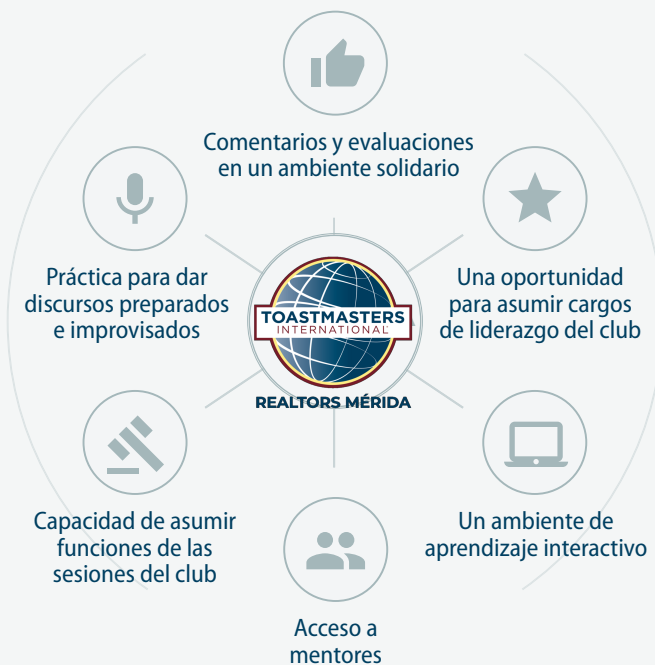 Comentarios y evaluaciones
en un ambiente solidario
Práctica para dar
discursos preparados
e improvisados
Una oportunidad
para asumir cargos
de liderazgo del club
TOASTMASTERS
INTERNATIONAL
REALTORS MÉRIDA
Capacidad de asumir
funciones de las
sesiones del club
Un ambiente de
aprendizaje interactivo
Acceso a
mentores